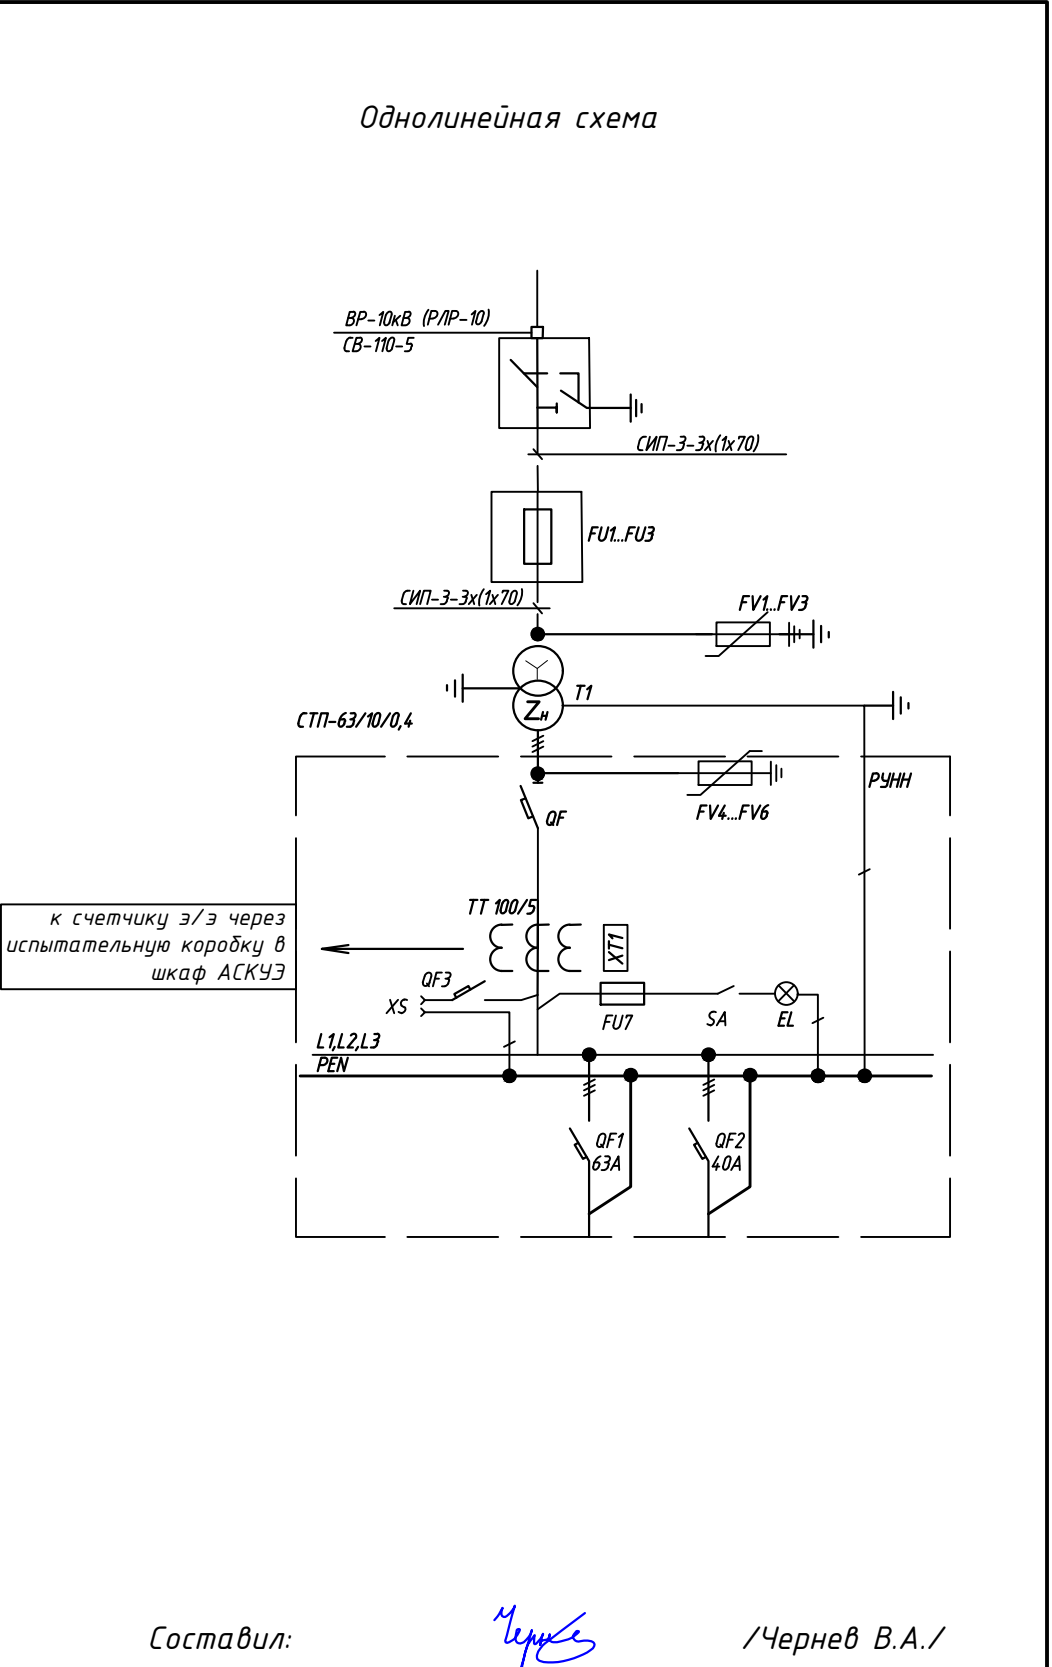 Однолинейная схема
ВР-10кВ (РЛР-10)
СВ-110-5
СИП-3-3х(1х70)
FU1...FU3
СИП-3-3х(1х70)
FV1...FV3
T1
Zн
СТП-63/10/0,4
РУНН
FV4...FV6
QF
ТТ 100/5
к счетчику э/э через
испытательную коробку в
шкаф АСКУЭ
XT1
QF3
XS
FU7
SA
EL
L1,L2,L3
PEN
QF1
63А
QF2
40А
Составил:
Чернев
/Чернев В.А./